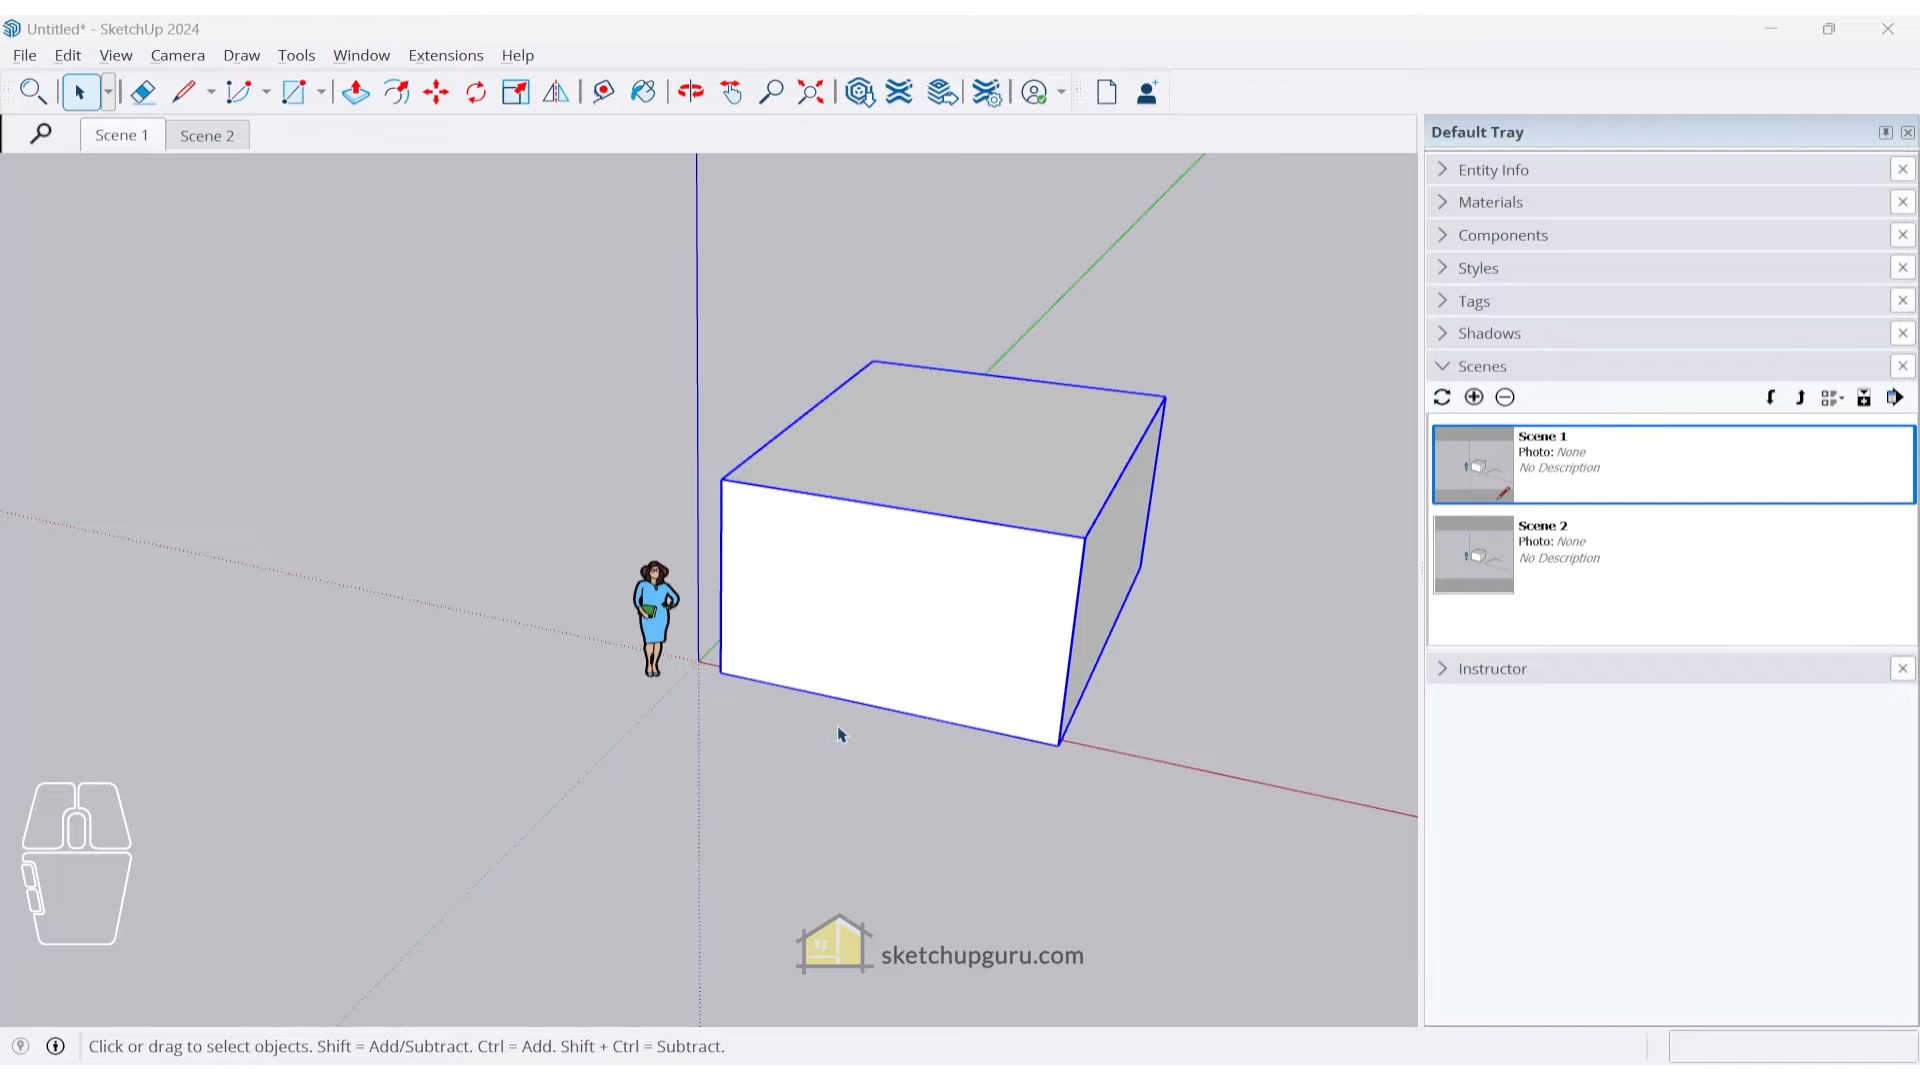 Untitled* - SketchUp 2024
File Edit View Camera Draw Tools Window Extensions Help
Scene 1 Scene 2
Default Tray
Entity Info
Materials
Components
Styles
Tags
Shadows
Scenes
Scene 1
Photo: None
No Description
Scene 2
Photo: None
No Description
Instructor
sketchupguru.com
Click or drag to select objects. Shift = Add/Subtract. Ctrl = Add. Shift + Ctrl = Subtract.